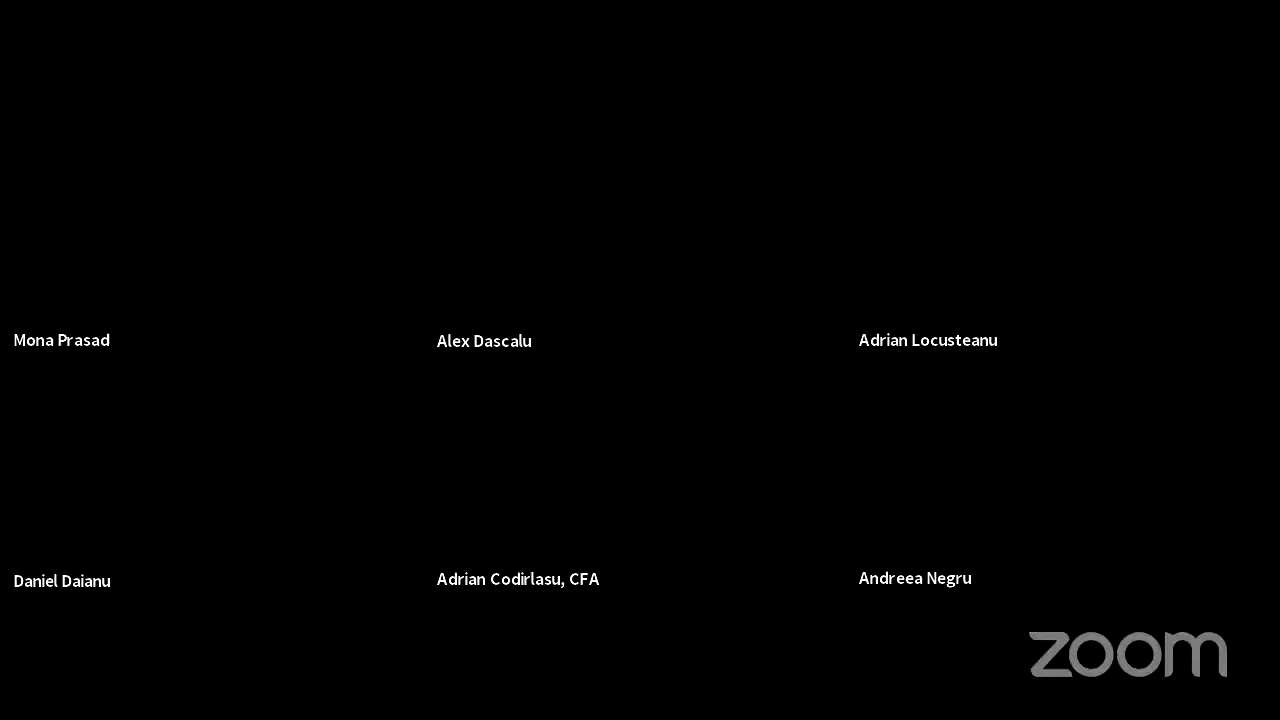 Mona Prasad
Alex Dascalu
Adrian Locusteanu
Daniel Daianu
Adrian Codirlasu, CFA
Andreea Negru
zoom